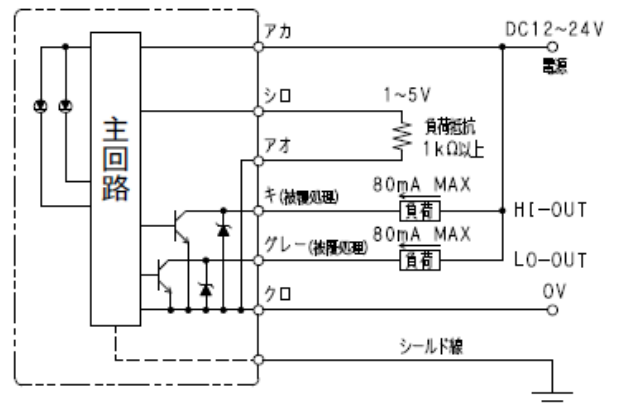 アカ
DC12~24V
電源
シロ
1~5V
主回路
負荷抵抗
1kΩ以上
アオ
キ(被覆処理)
80mA MAX
負荷
HI-OUT
グレー(被覆処理)
80mA MAX
負荷
LO-OUT
クロ
0V
シールド線